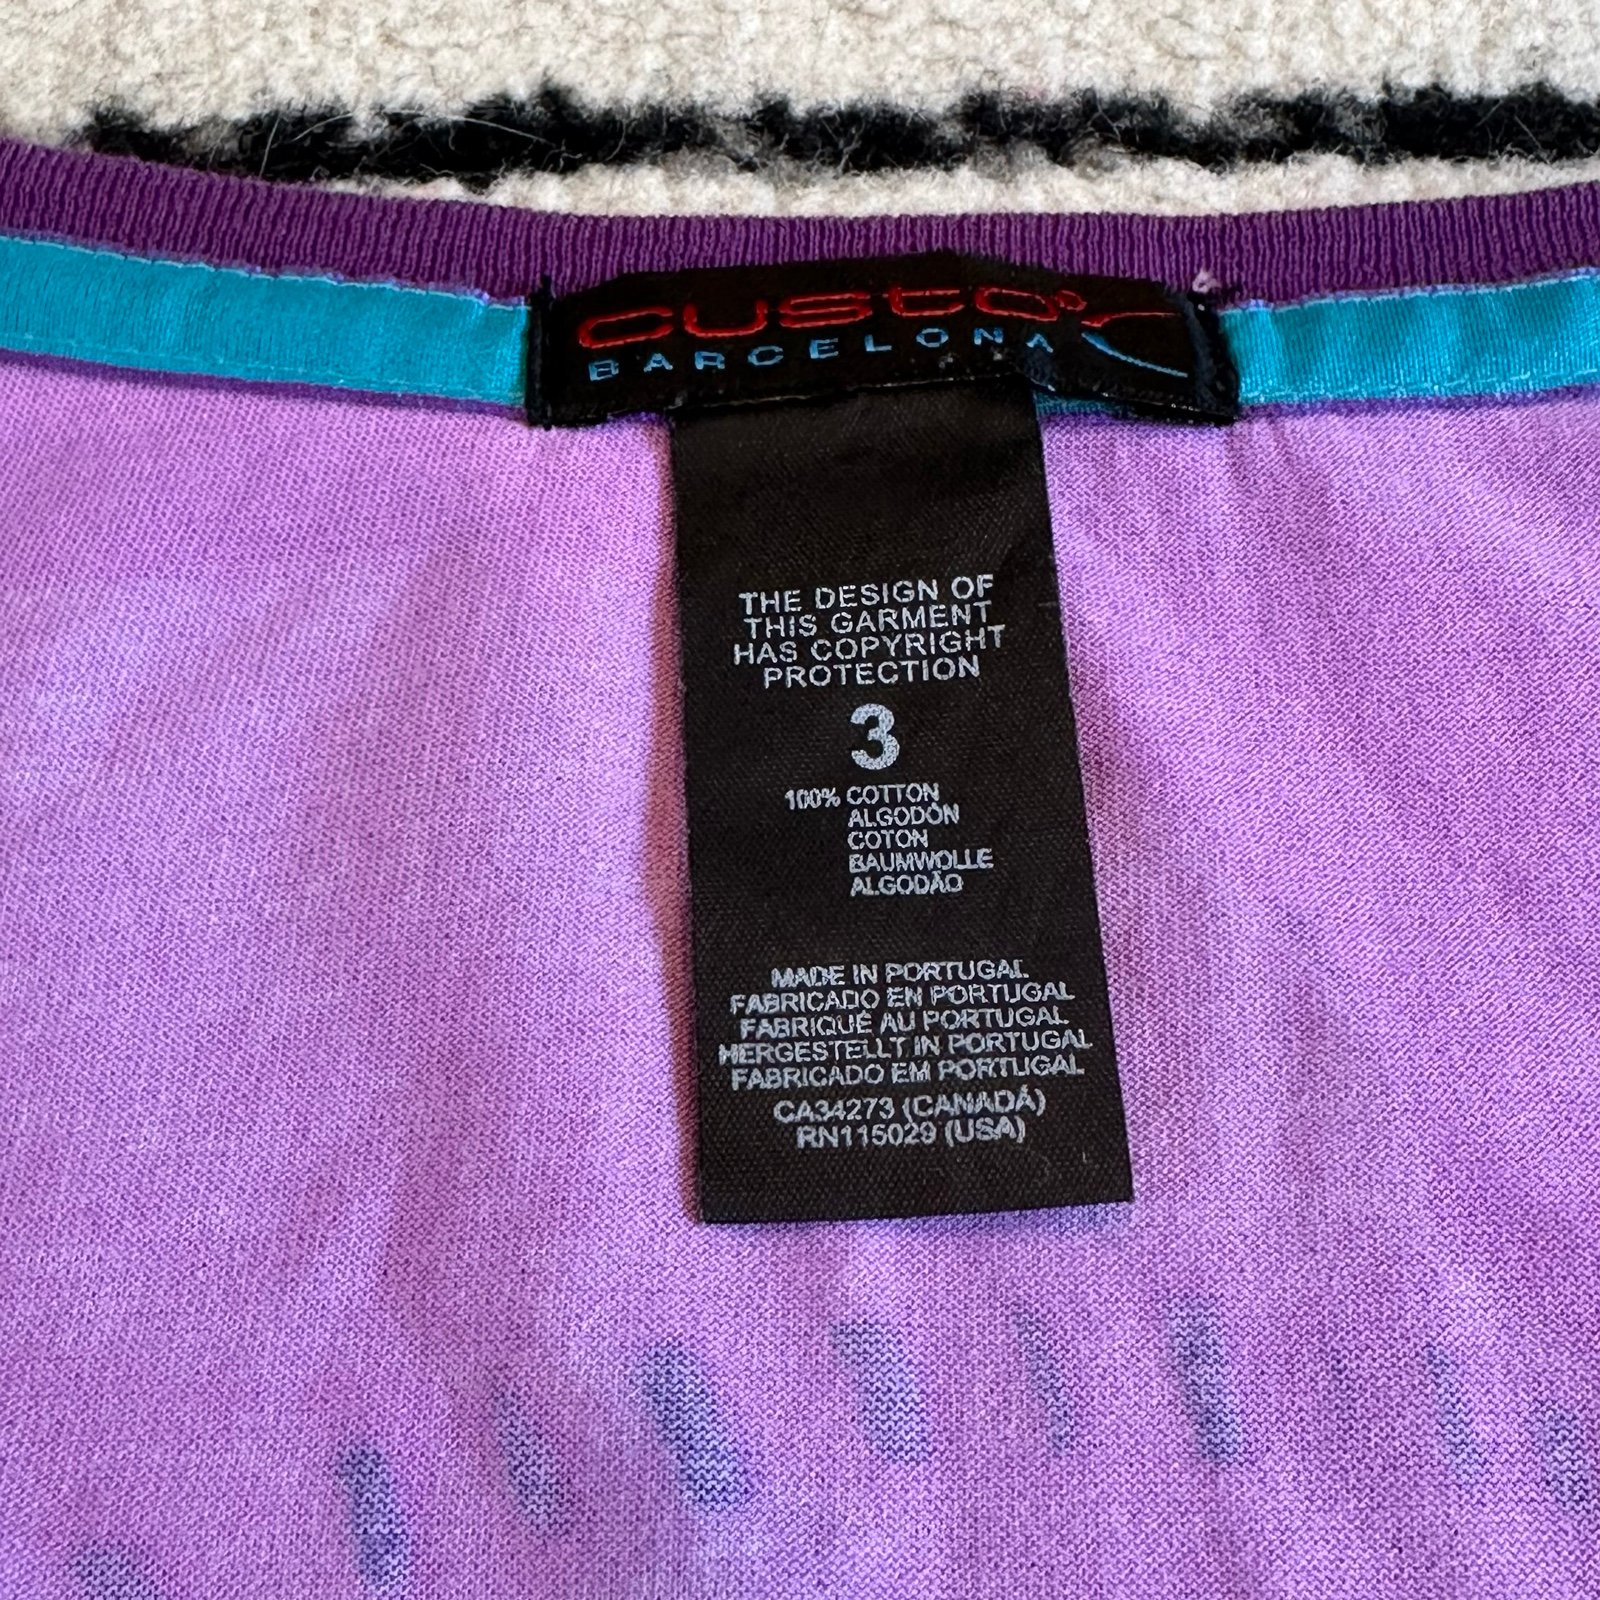 custo
BARCELONA
THE DESIGN OF
THIS GARMENT
HAS COPYRIGHT
PROTECTION
3
100% COTTON
ALGODÓN
COTON
BAUMWOLLE
ALGODÃO
MADE IN PORTUGAL
FABRICADO EN PORTUGAL
FABRIQUÉ AU PORTUGAL
HERGESTELLT IN PORTUGAL
FABRICADO EM PORTUGAL
CA34273 (CANADÁ)
RN115029 (USA)